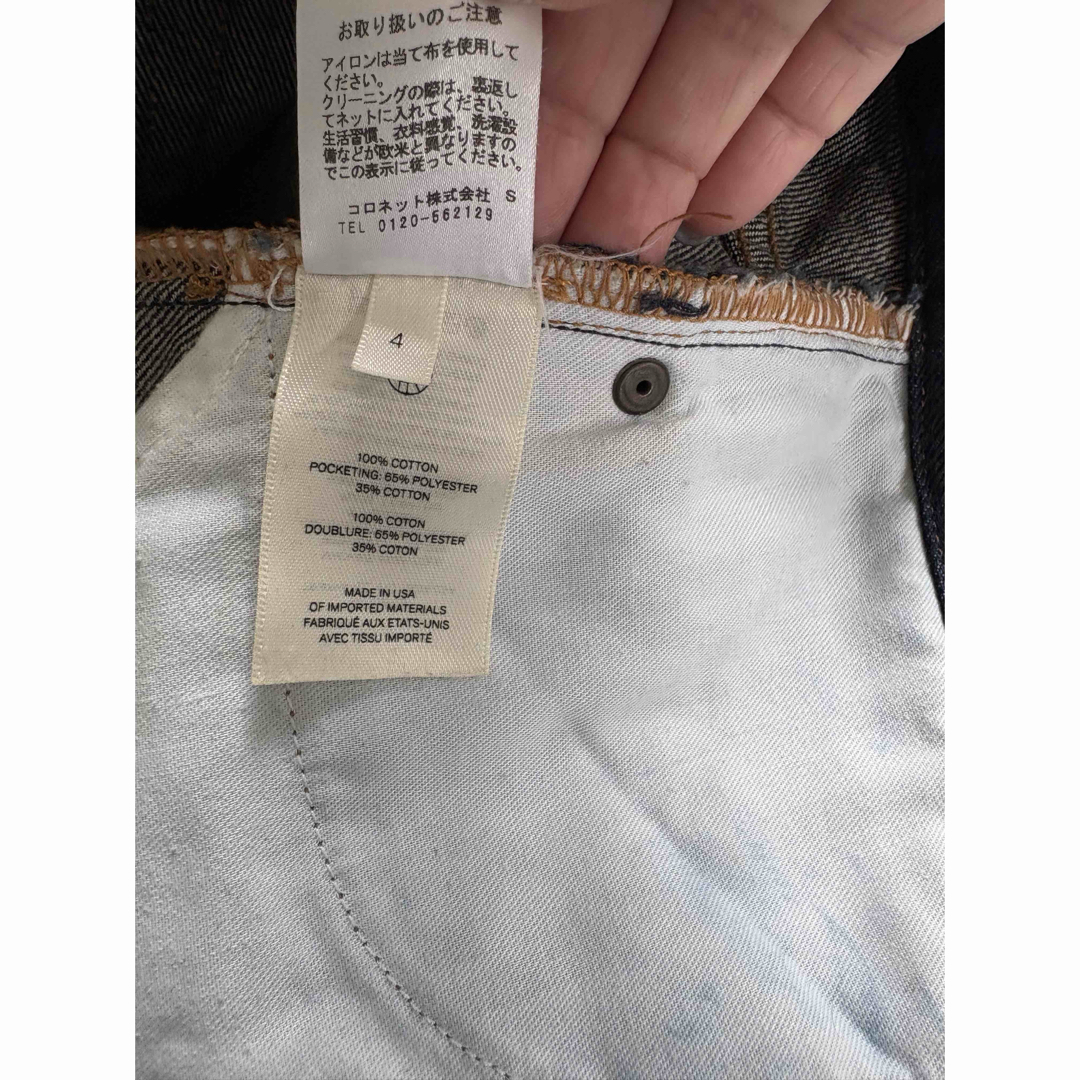 お取り扱いのご注意
アイロンは当て布を使用して
ください。
クリーニングの際は、裏返し
てネットに入れてください。
生活習慣、衣料感覚、洗濯設
備などが欧米と異なりますの
でこの表示に従ってください。
コロネット株式会社 S
TEL 0120-562129
4
100% COTTON
POCKETING: 65% POLYESTER
35% COTTON
100% COTON
DOUBLURE: 65% POLYESTER
35% COTON
MADE IN USA
OF IMPORTED MATERIALS
FABRIQUÉ AUX ETATS-UNIS
AVEC TISSU IMPORTÉ